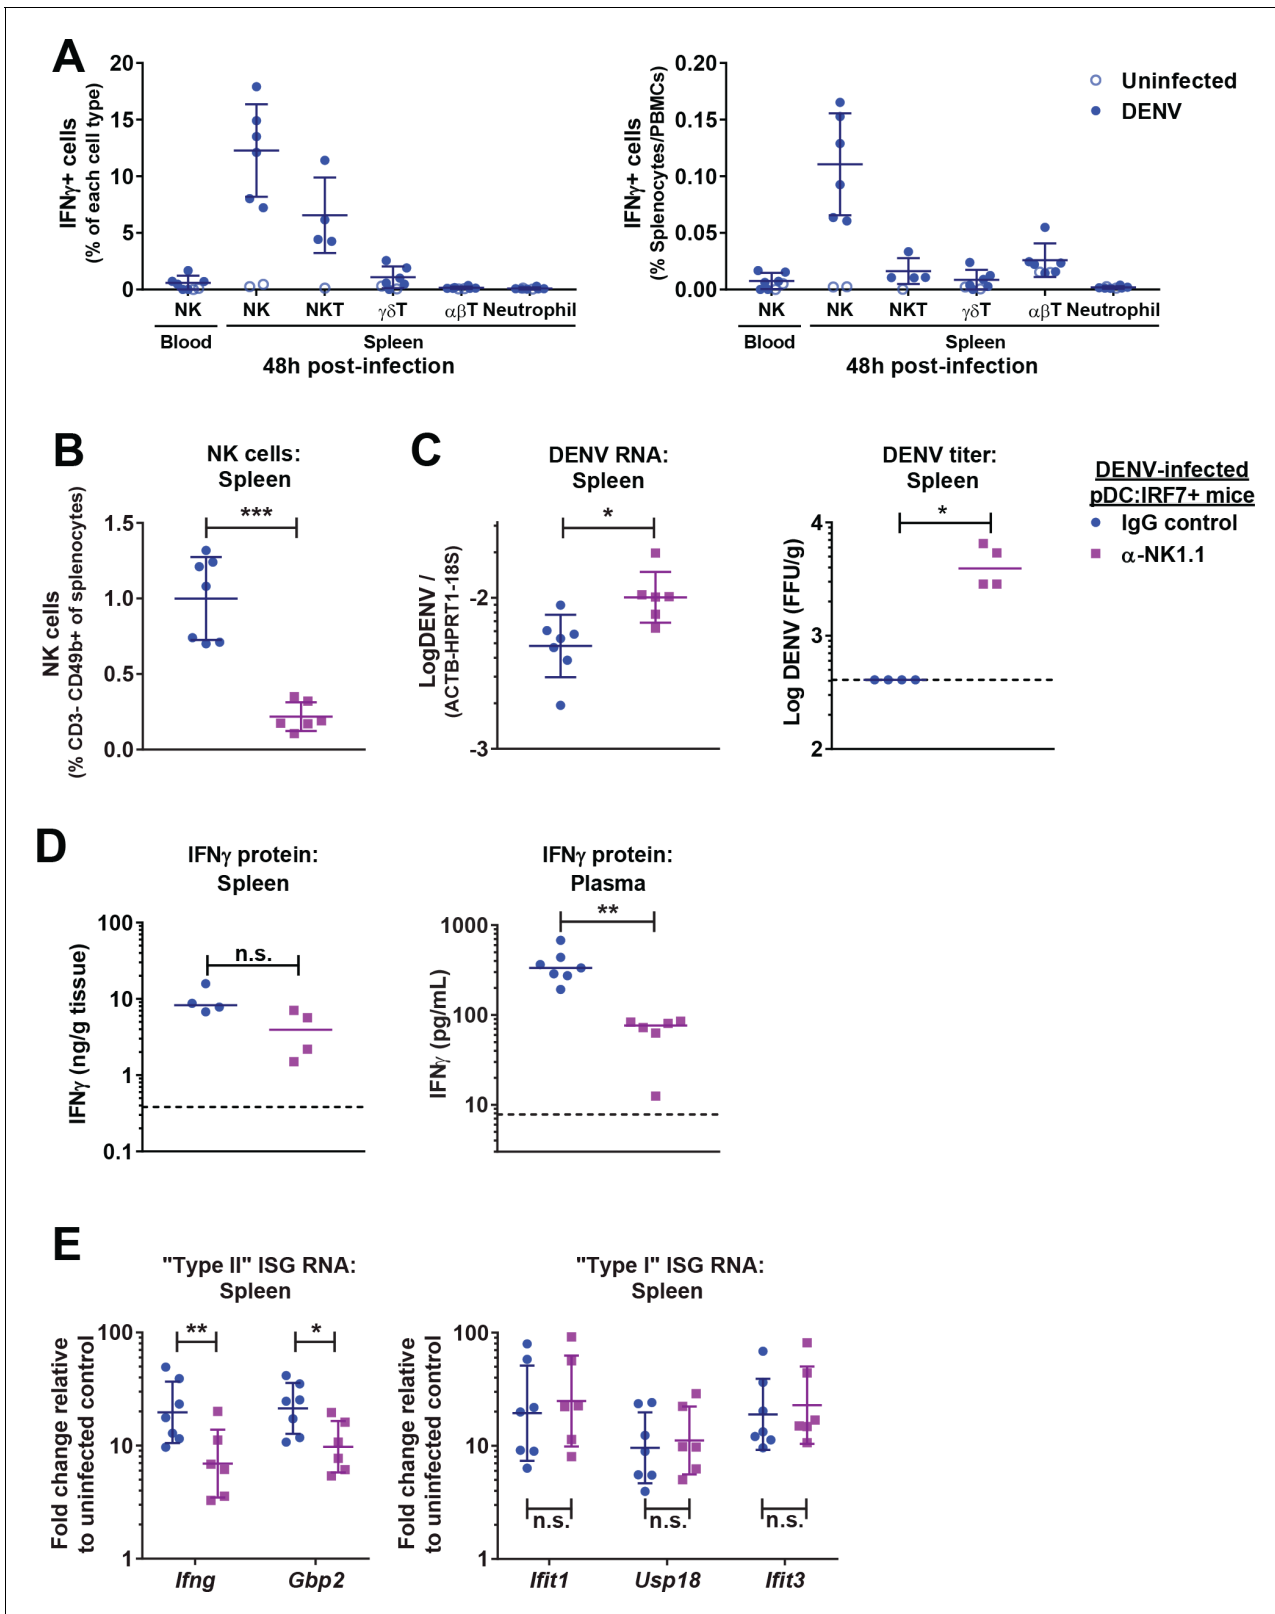 A
IFNγ+ cells
(% of each cell type)
20
15
10
5
0
NK NK NKT γδT αβT Neutrophil
Blood Spleen
48h post-infection
IFNγ+ cells
(% Splenocytes/PBMCs)
0.20
0.15
0.10
0.05
0.00
NK NK NKT γδT αβT Neutrophil
Blood Spleen
48h post-infection
Uninfected
DENV
B
NK cells:
Spleen
***
NK cells
(% CD3- CD49b+ of splenocytes)
1.5
1.0
0.5
0.0
C
DENV RNA:
Spleen
*
LogDENV /
(ACTB-HPRT1-18S)
-2
-3
DENV titer:
Spleen
*
Log DENV (FFU/g)
4
3
2
DENV-infected
pDC:IRF7+ mice
IgG control
α-NK1.1
D
IFNγ protein:
Spleen
n.s.
IFNγ (ng/g tissue)
100
10
1
0.1
IFNγ protein:
Plasma
**
IFNγ (pg/mL)
1000
100
10
E
"Type II" ISG RNA:
Spleen
** *
Fold change relative
to uninfected control
100
10
1
Ifng Gbp2
"Type I" ISG RNA:
Spleen
Fold change relative
to uninfected control
100
10
1
n.s. n.s. n.s.
Ifit1 Usp18 Ifit3